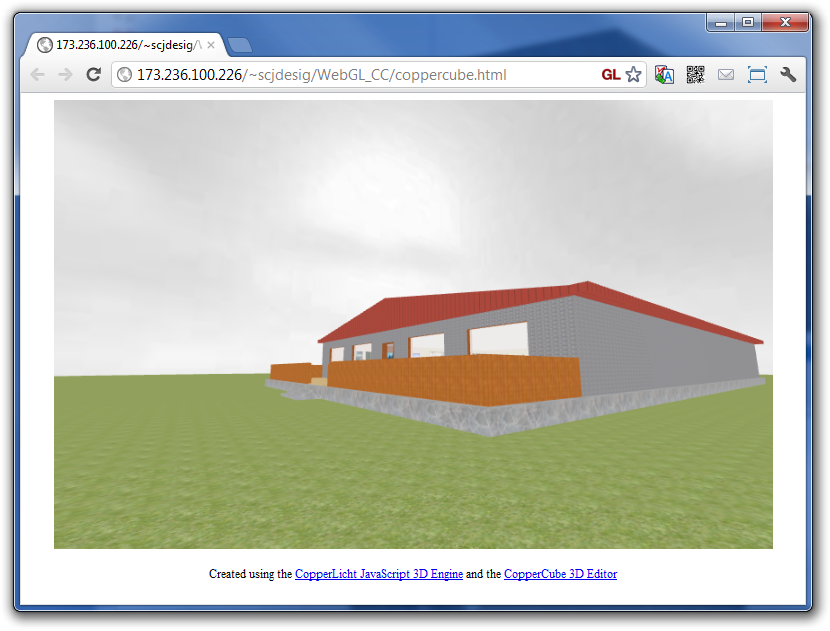 173.236.100.226/~scjdesig/\
173.236.100.226/~scjdesig/WebGL_CC/coppercube.html
GL
Created using the CopperLicht JavaScript 3D Engine and the CopperCube 3D Editor